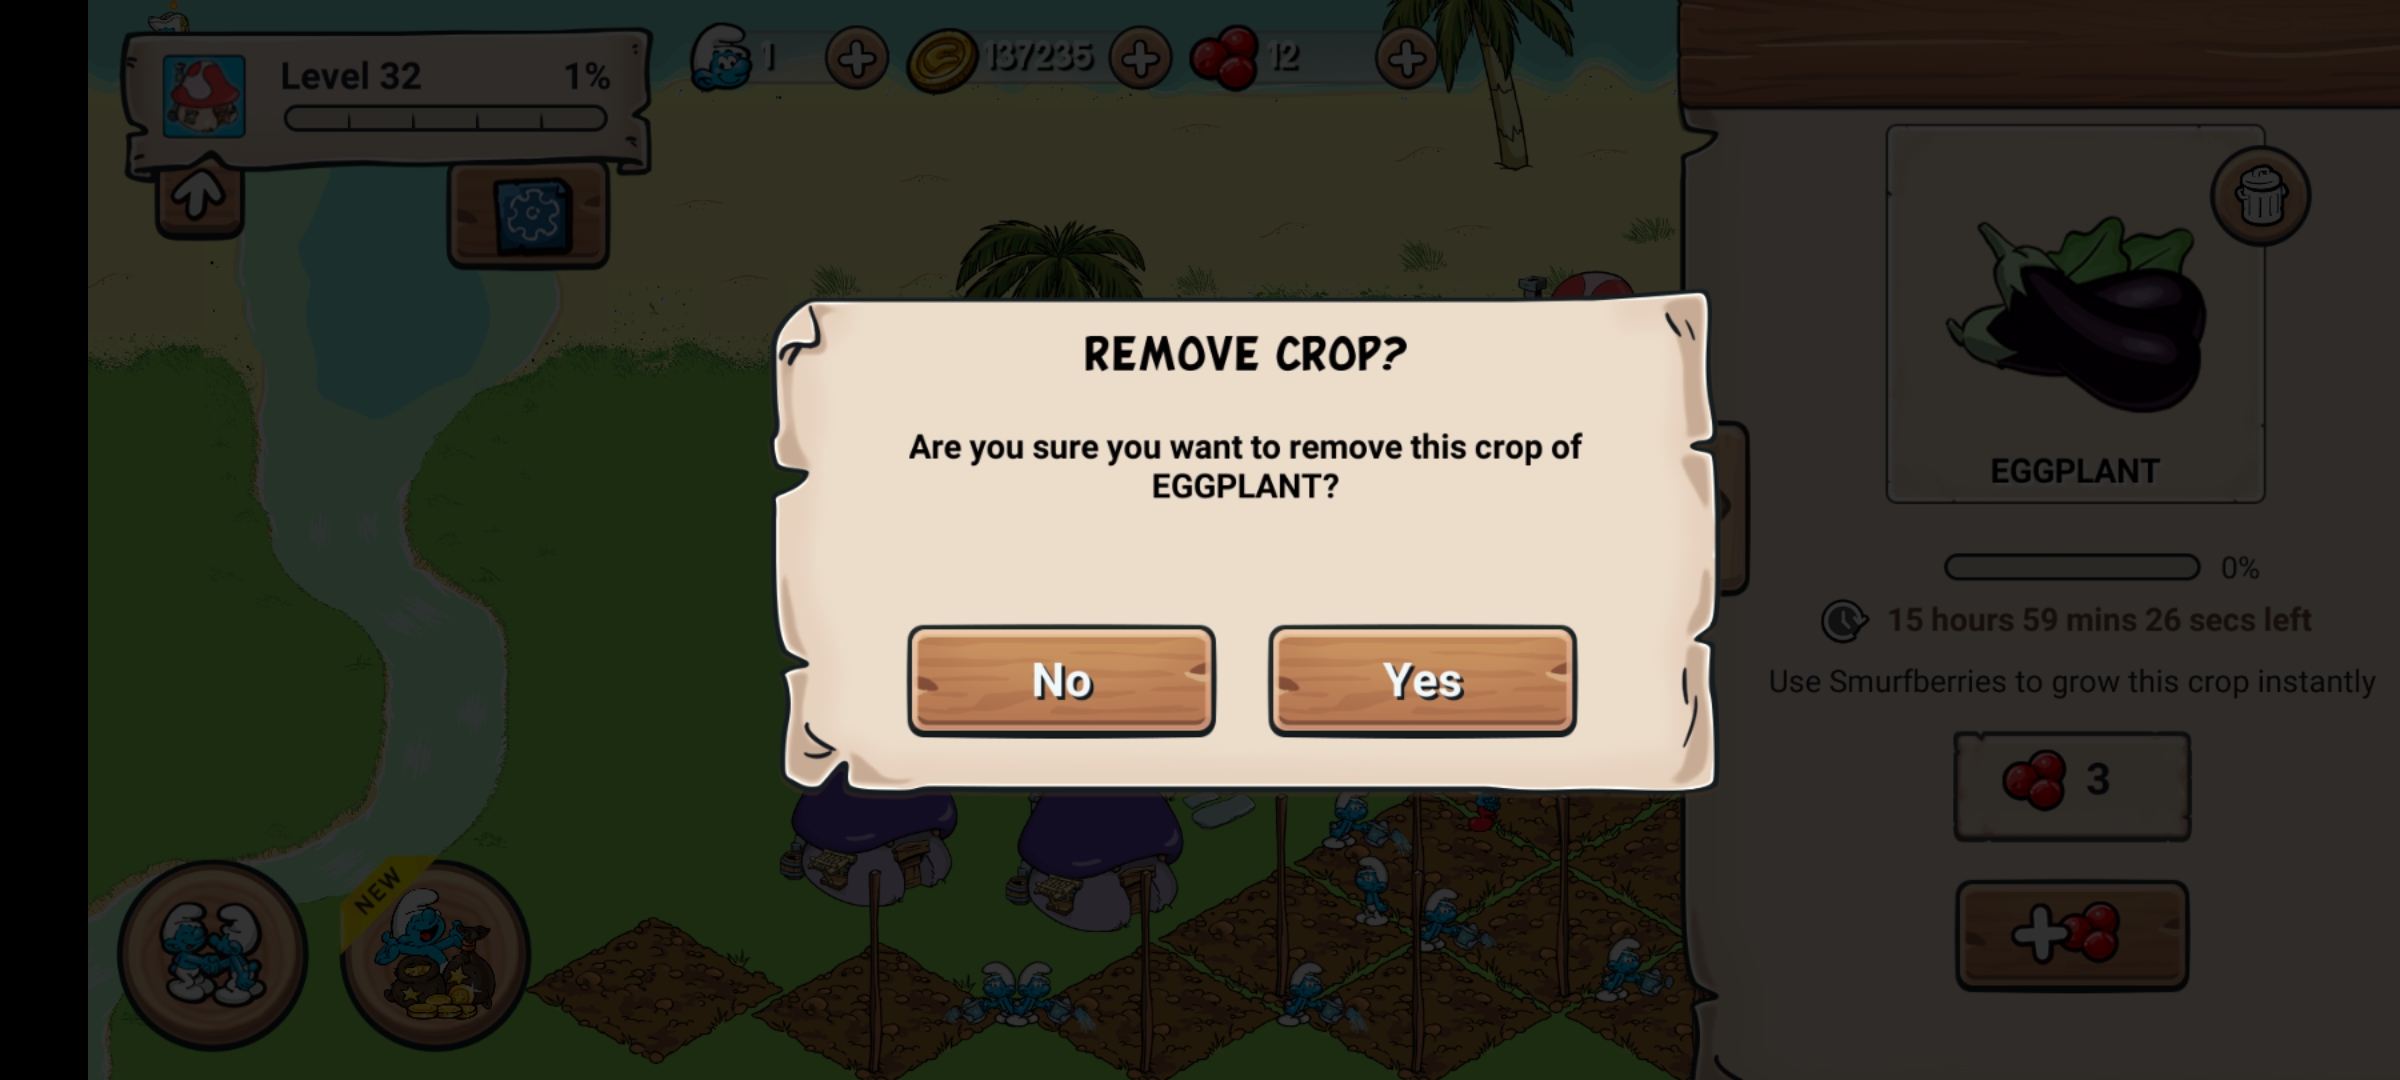 Level 32
1%
1
137235
12
REMOVE CROP?
Are you sure you want to remove this crop of
EGGPLANT?
No
Yes
EGGPLANT
0%
15 hours 59 mins 26 secs left
Use Smurfberries to grow this crop instantly
3
NEW